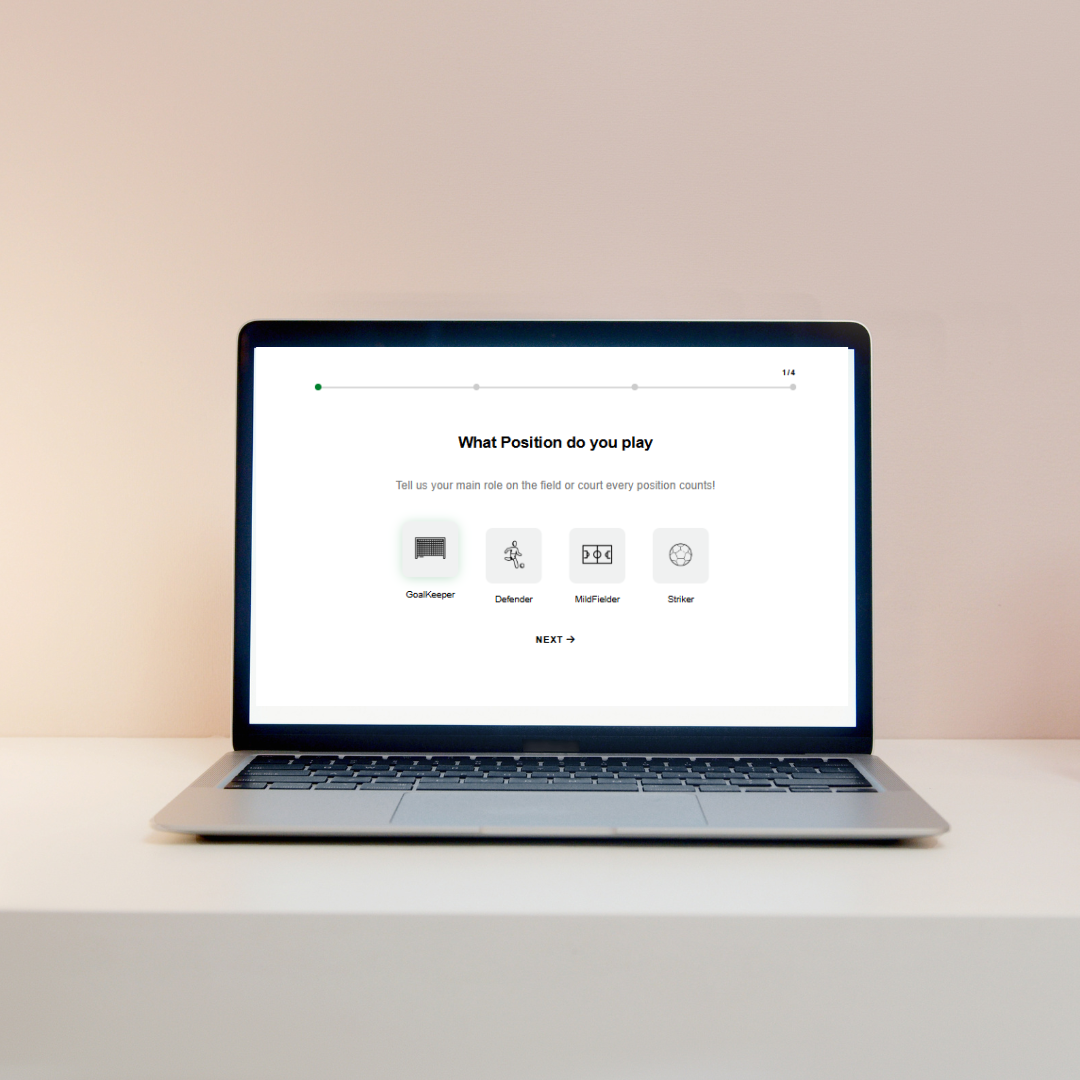 1/4
What Position do you play
Tell us your main role on the field or court every position counts!
GoalKeeper
Defender
MildFielder
Striker
NEXT →